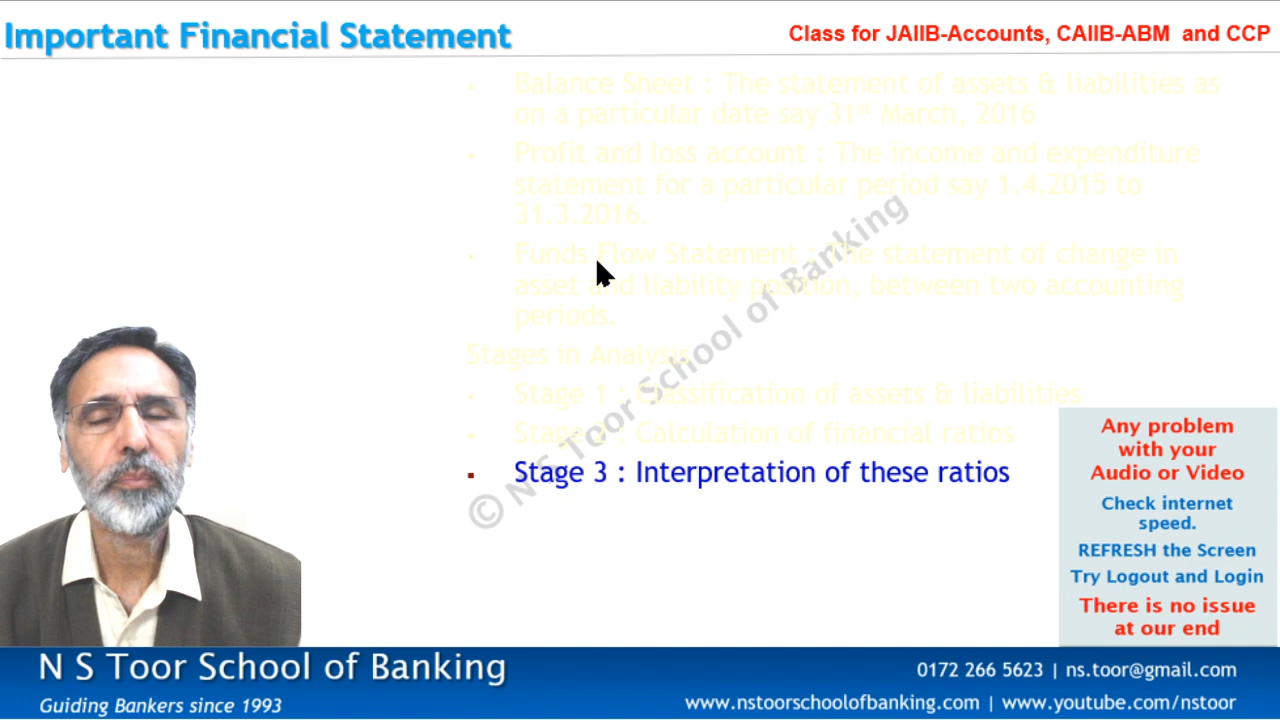 Important Financial Statement
Class for JAIIB-Accounts, CAIIB-ABM and CCP
▪ Balance Sheet : The statement of assets & liabilities as
on a particular date say 31st March, 2016
▪ Profit and loss account : The income and expenditure
statement for a particular period say 1.4.2015 to
31.3.2016.
▪ Funds Flow Statement : The statement of change in
asset and liability position, between two accounting
periods.
Stages in Analysis
▪ Stage 1 : Classification of assets & liabilities
▪ Stage 2 : Calculation of financial ratios
▪ Stage 3 : Interpretation of these ratios
© N S Toor School of Banking
Any problem
with your
Audio or Video
Check internet
speed.
REFRESH the Screen
Try Logout and Login
There is no issue
at our end
N S Toor School of Banking
Guiding Bankers since 1993
0172 266 5623 | ns.toor@gmail.com
www.nstoorschoolofbanking.com | www.youtube.com/nstoor